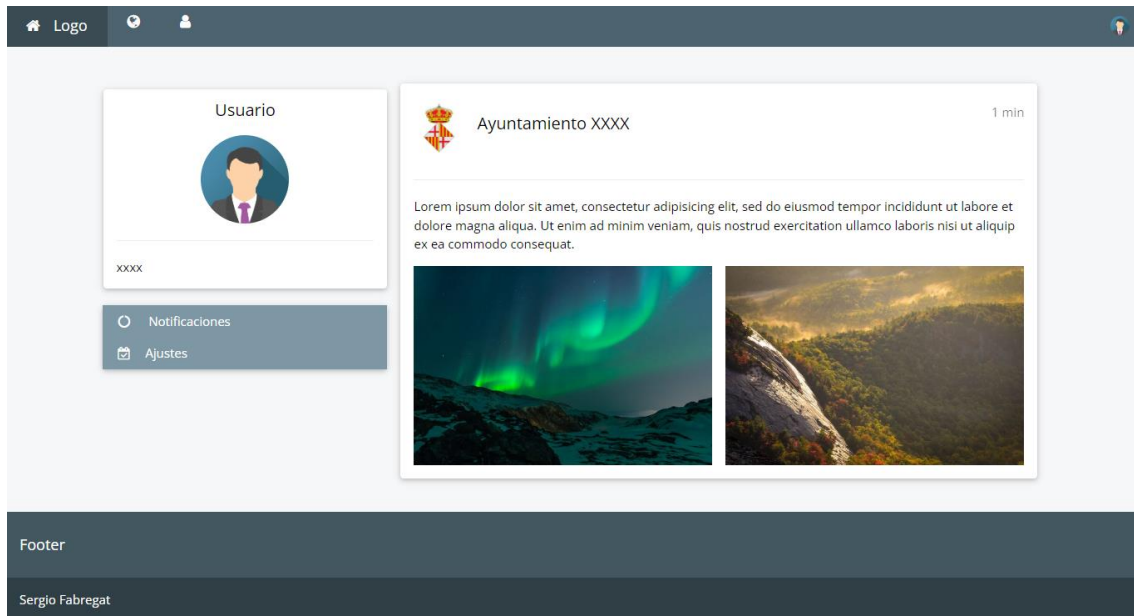 Logo
Usuario
xxxx
Notificaciones
Ajustes
Ayuntamiento XXXX
1 min
Lorem ipsum dolor sit amet, consectetur adipisicing elit, sed do eiusmod tempor incididunt ut labore et
dolore magna aliqua. Ut enim ad minim veniam, quis nostrud exercitation ullamco laboris nisi ut aliquip
ex ea commodo consequat.
Footer
Sergio Fabregat